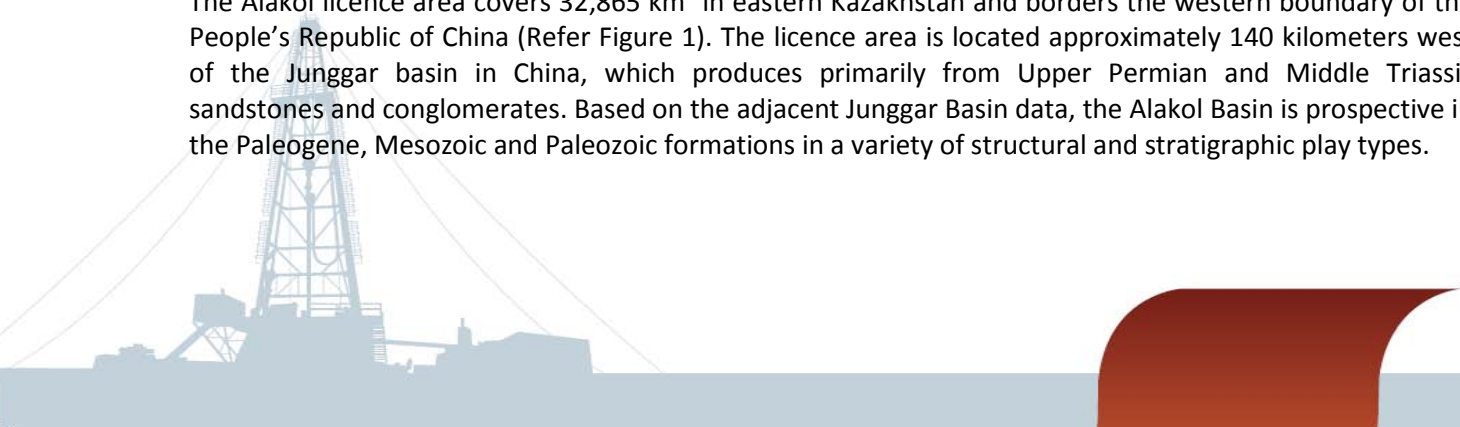 The Alakol licence area covers 32,865 km in eastern Kazakhstan and borders the western boundary of th
People's Republic of China (Refer Figure 1). The licence area is located approximately 140 kilometers wes
of the Junggar basin in China, which produces primarily from Upper Permian and Middle Triassi
sandstones and conglomerates. Based on the adjacent Junggar Basin data, the Alakol Basin is prospective i
the Paleogene, Mesozoic and Paleozoic formations in a variety of structural and stratigraphic play types.